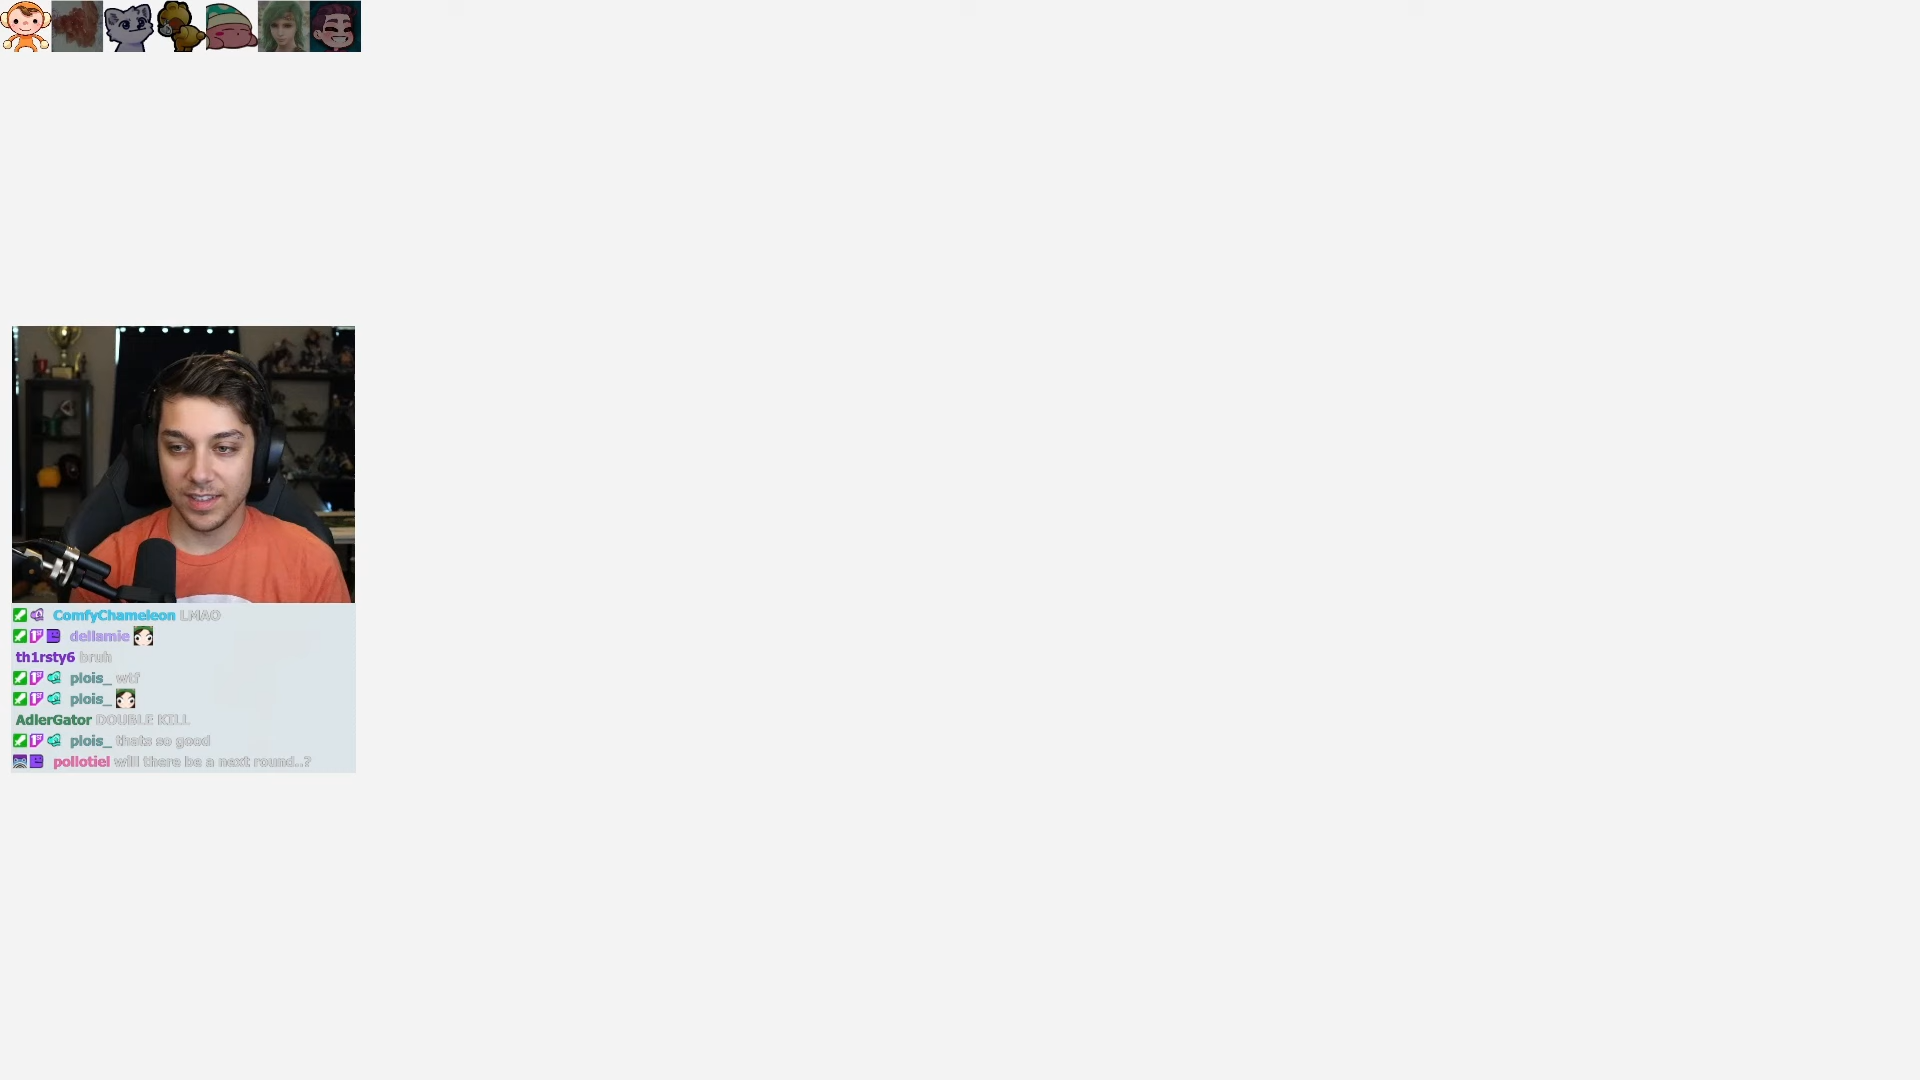 ComfyChameleon LMAO
dellamie
th1rsty6 bruh
plois_ wtf
plois_
AdlerGator DOUBLE KILL
plois_ thats so good
pollotiel will there be a next round..?